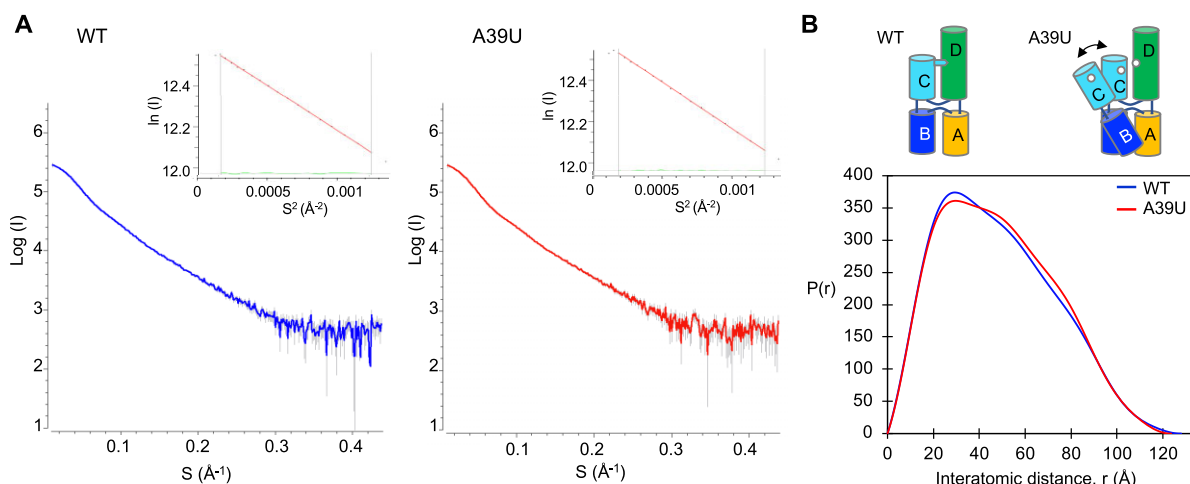 A
WT
ln (I)
12.4
12.2
12.0
0
0.0005
0.001
S² (Å⁻²)
Log (I)
6
5
4
3
2
1
0.1
0.2
0.3
0.4
S (Å⁻¹)
A39U
ln (I)
12.4
12.2
12.0
0
0.0005
0.001
S² (Å⁻²)
Log (I)
6
5
4
3
2
1
0.1
0.2
0.3
0.4
S (Å⁻¹)
B
WT
D
C
B
A
A39U
D
C
C
B
A
P(r)
400
350
300
250
200
150
100
50
0
WT
A39U
0
20
40
60
80
100
120
Interatomic distance, r (Å)